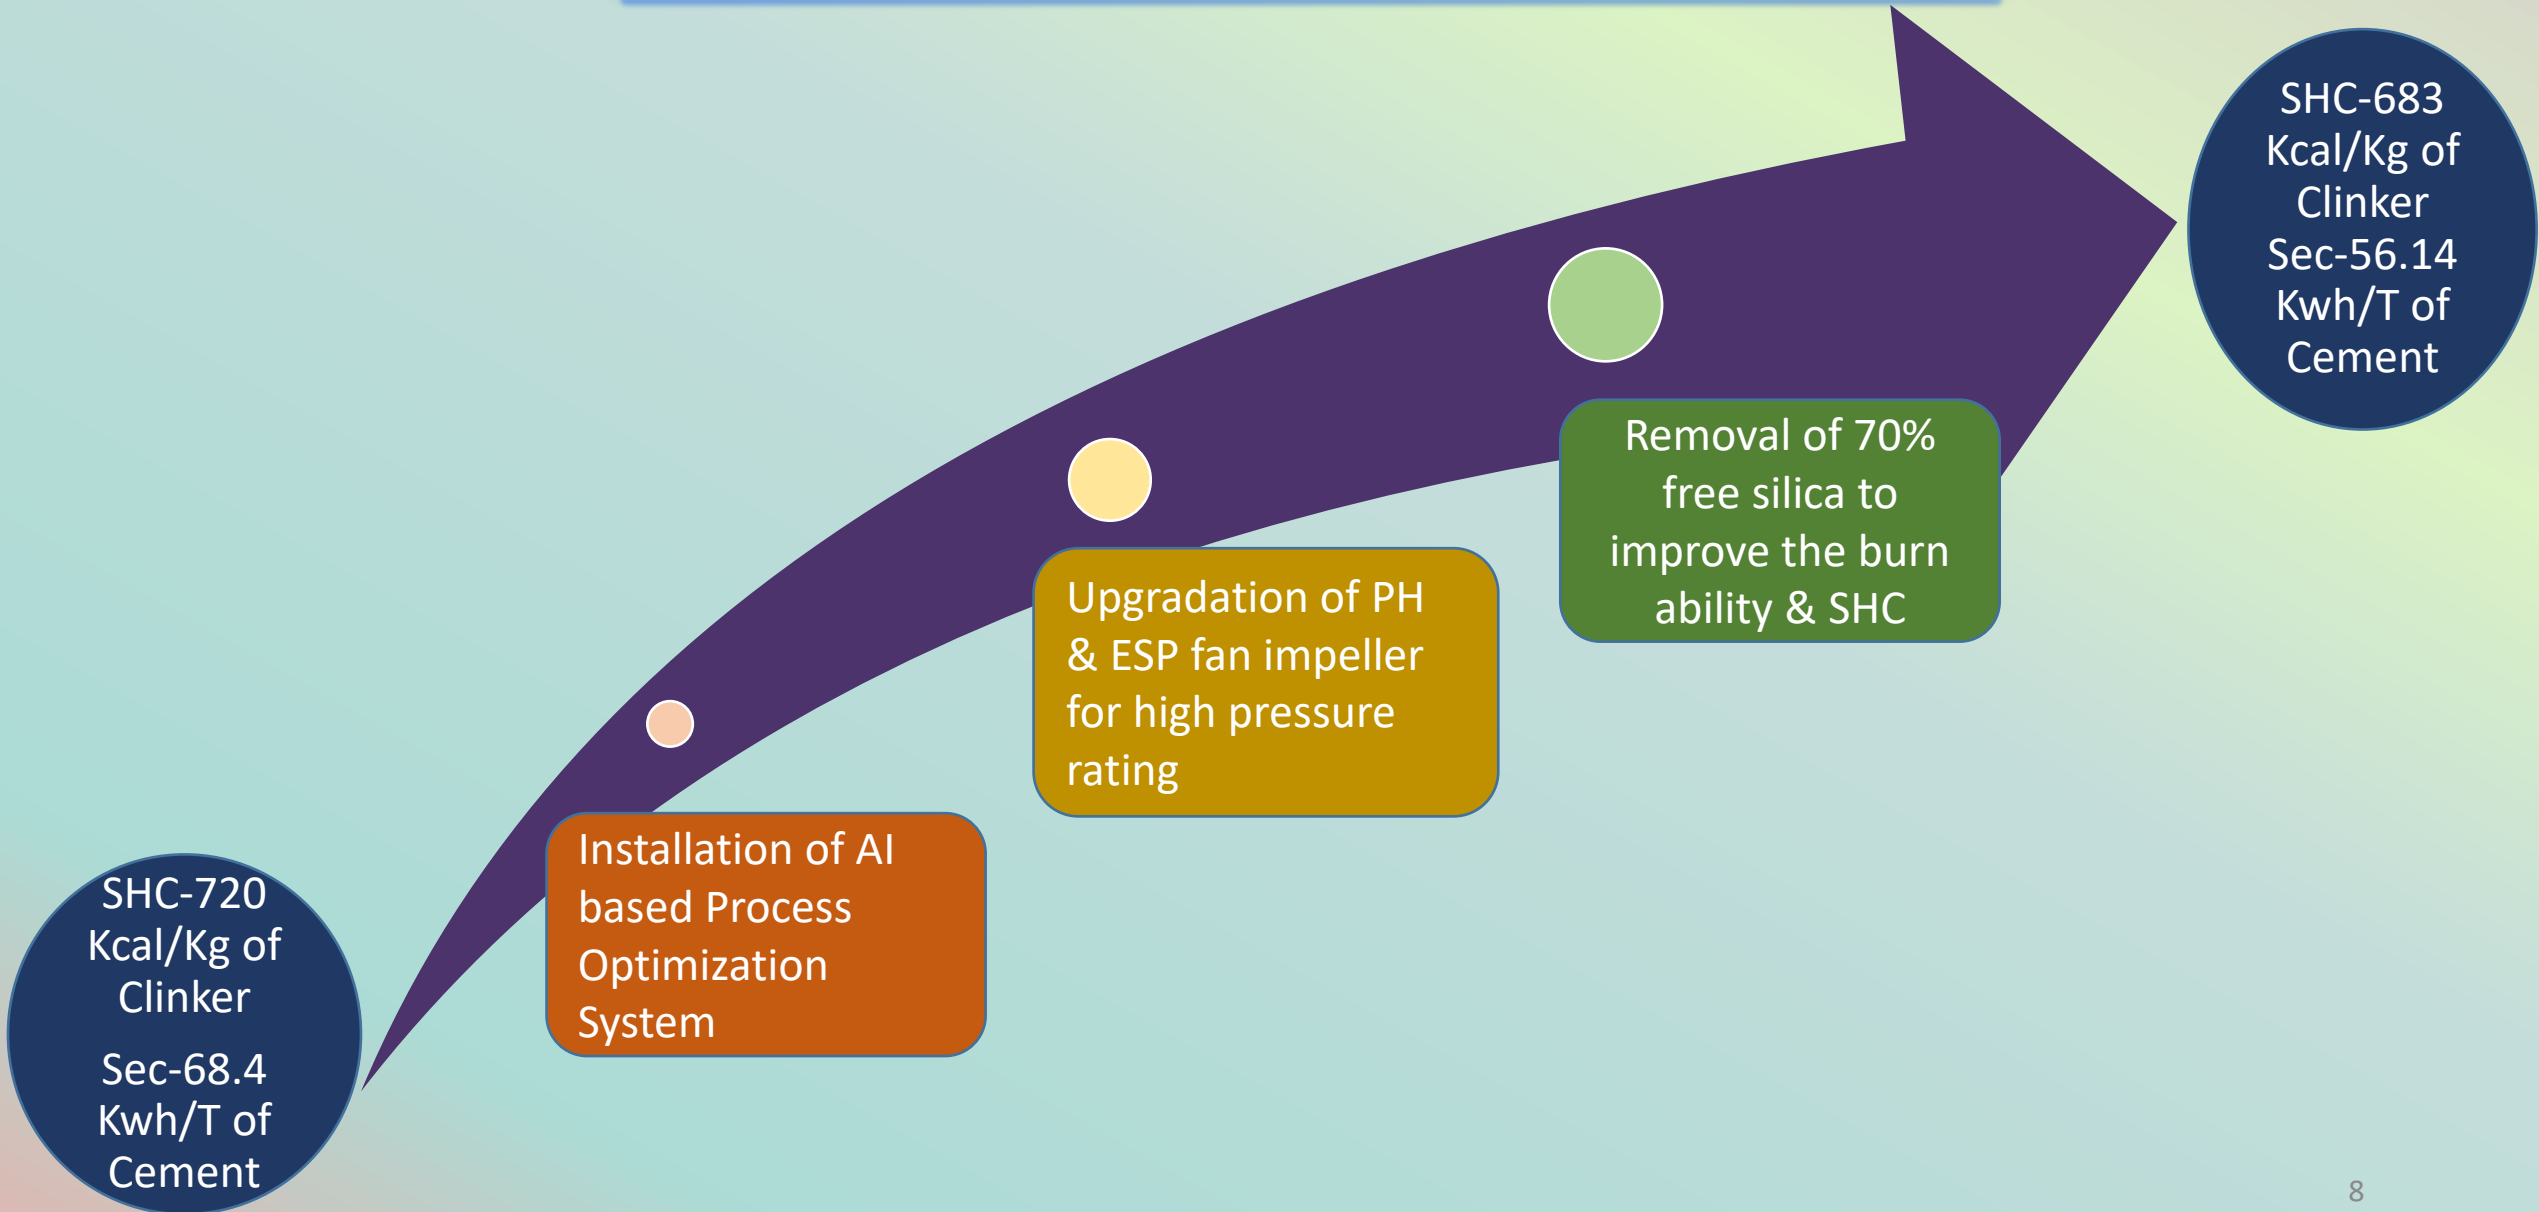 SHC-720
Kcal/Kg of
Clinker
Sec-68.4
Kwh/T of
Cement
Installation of AI
based Process
Optimization
System
Upgradation of PH
& ESP fan impeller
for high pressure
rating
Removal of 70%
free silica to
improve the burn
ability & SHC
SHC-683
Kcal/Kg of
Clinker
Sec-56.14
Kwh/T of
Cement
8